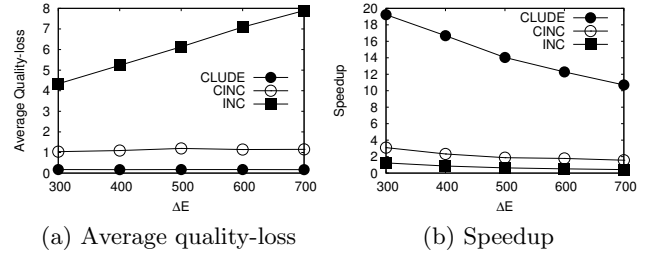 Average Quality-loss
8
7
6
5
4
3
2
1
0
CLUDE
CINC
INC
300 400 500 600 700
ΔE
(a) Average quality-loss
Speedup
20
18
16
14
12
10
8
6
4
2
0
CLUDE
CINC
INC
300 400 500 600 700
ΔE
(b) Speedup